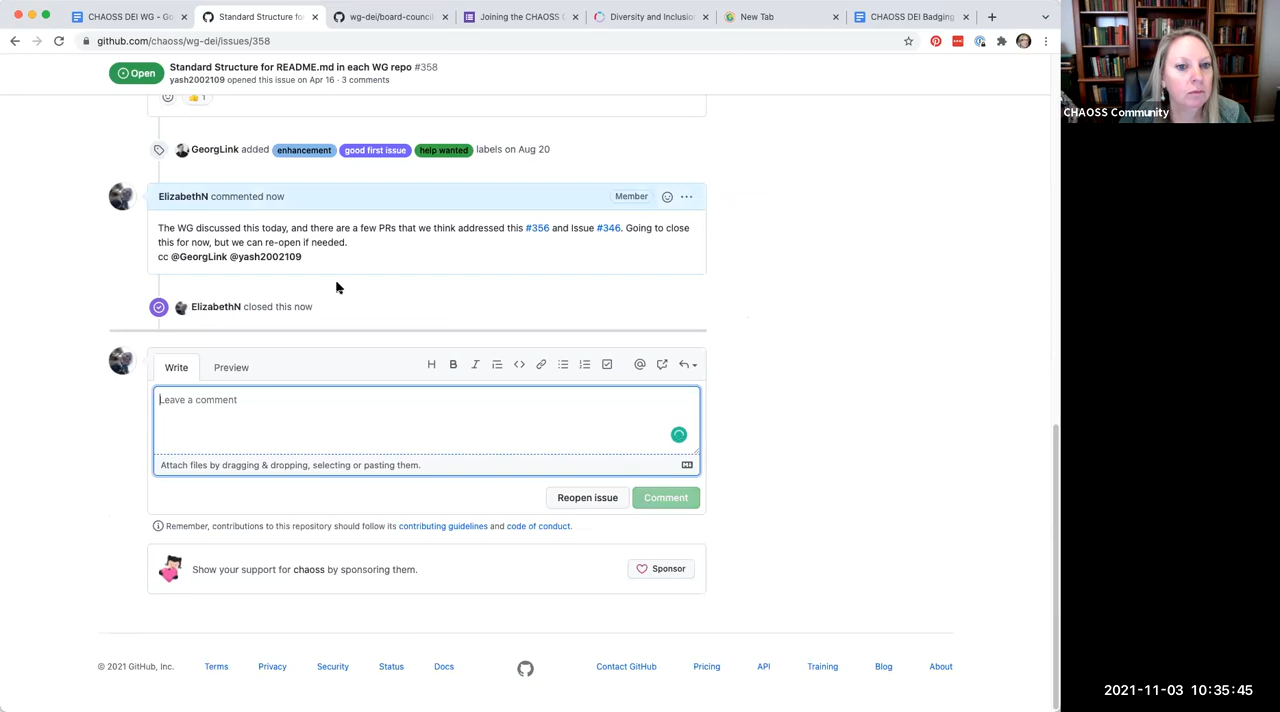 CHAOSS DEI WG - Go
Standard Structure fo
wg-dei/board-council
Joining the CHAOSS C
Diversity and Inclusio
New Tab
CHAOSS DEI Badging
github.com/chaoss/wg-dei/issues/358
Open
Standard Structure for README.md in each WG repo #358
yash2002109 opened this issue on Apr 16 · 3 comments
1
GeorgLink added enhancement good first issue help wanted labels on Aug 20
ElizabethN commented now
Member
The WG discussed this today, and there are a few PRs that we think addressed this #356 and Issue #346. Going to close
this for now, but we can re-open if needed.
cc @GeorgLink @yash2002109
ElizabethN closed this now
Write
Preview
Leave a comment
Attach files by dragging & dropping, selecting or pasting them.
Reopen issue
Comment
Remember, contributions to this repository should follow its contributing guidelines and code of conduct.
Show your support for chaoss by sponsoring them.
Sponsor
© 2021 GitHub, Inc.
Terms
Privacy
Security
Status
Docs
Contact GitHub
Pricing
API
Training
Blog
About
CHAOSS Community
2021-11-03 10:35:45